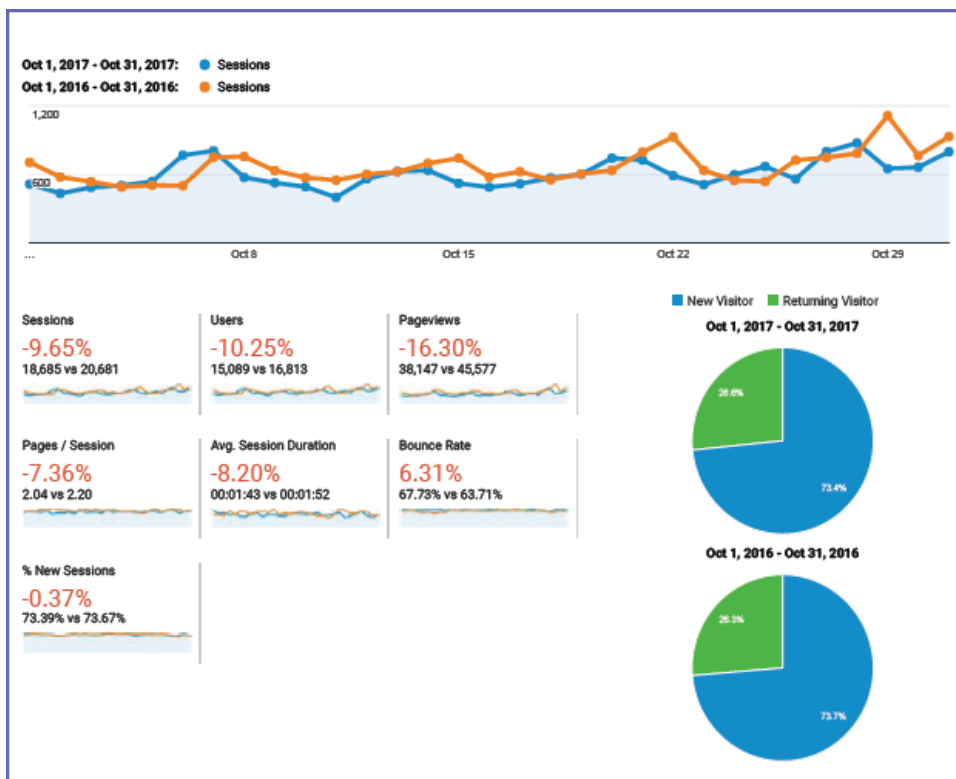 Oct 1, 2017 - Oct 31, 2017: Sessions
Oct 1, 2016 - Oct 31, 2016: Sessions
1,200
600
... Oct 8 Oct 15 Oct 22 Oct 29
New Visitor Returning Visitor
Oct 1, 2017 - Oct 31, 2017
26.6%
73.4%
Oct 1, 2016 - Oct 31, 2016
26.3%
73.7%
Sessions
-9.65%
18,685 vs 20,681
Users
-10.25%
15,089 vs 16,813
Pageviews
-16.30%
38,147 vs 45,577
Pages / Session
-7.36%
2.04 vs 2.20
Avg. Session Duration
-8.20%
00:01:43 vs 00:01:52
Bounce Rate
6.31%
67.73% vs 63.71%
% New Sessions
-0.37%
73.39% vs 73.67%